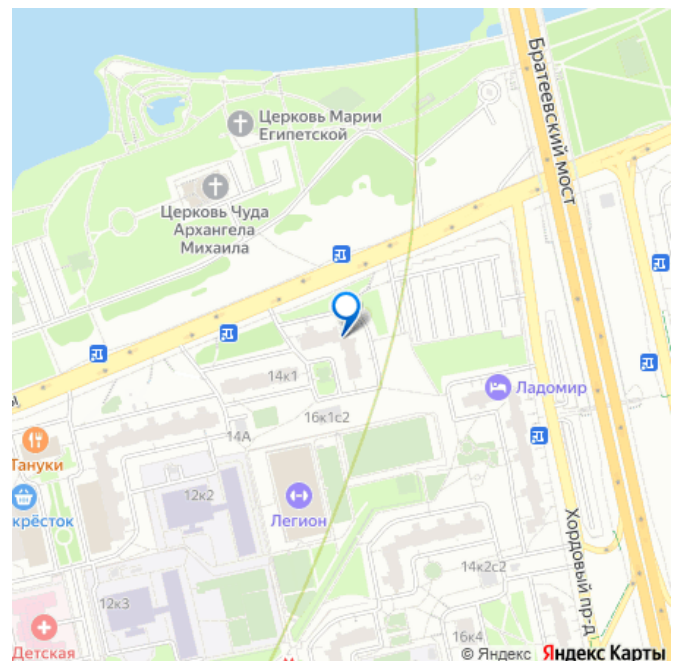 Братеевский мост
Церковь Марии
Египетской
Церковь Чуда
Архангела
Михаила
14к1
Ладомир
16к1с2
14А
Тануки
12к2
Легион
крёсток
Хордовый пр-д
14к2с2
12к3
16к4
Детская
© Яндекс Яндекс Карты